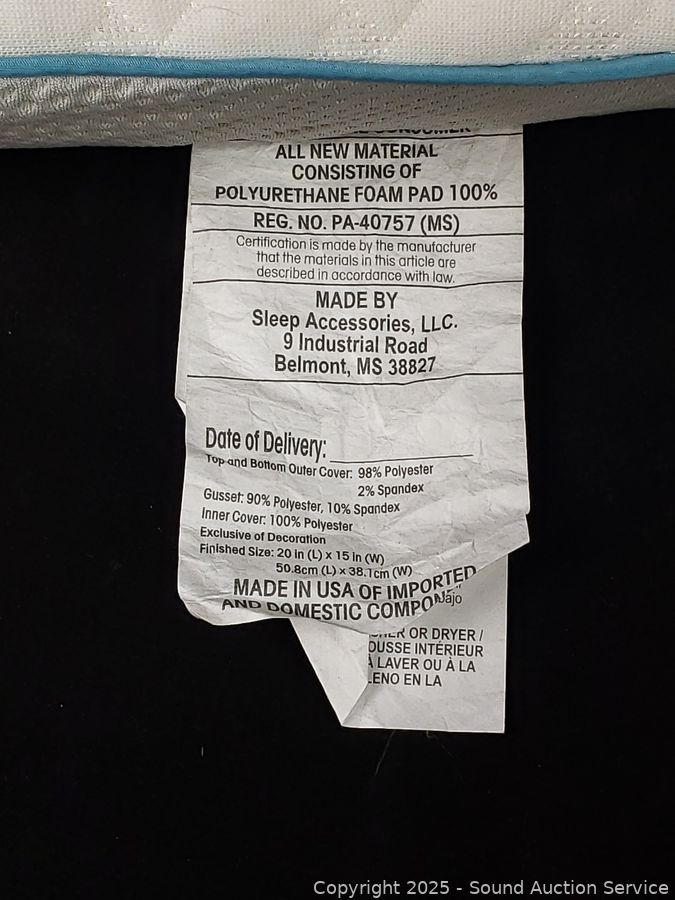 CONSUMER
ALL NEW MATERIAL
CONSISTING OF
POLYURETHANE FOAM PAD 100%
REG. NO. PA-40757 (MS)
Certification is made by the manufacturer
that the materials in this article are
described in accordance with law.
MADE BY
Sleep Accessories, LLC.
9 Industrial Road
Belmont, MS 38827
Date of Delivery:
Top and Bottom Outer Cover: 98% Polyester
2% Spandex
Gusset: 90% Polyester, 10% Spandex
Inner Cover: 100% Polyester
Exclusive of Decoration
Finished Size: 20 in (L) x 15 in (W)
50.8cm (L) x 38.1cm (W)
MADE IN USA OF IMPORTED
AND DOMESTIC COMPO
OR DRYER /
OUSSE INTÉRIEUR
À LAVER OU À LA
LENO EN LA
Copyright 2025 - Sound Auction Service